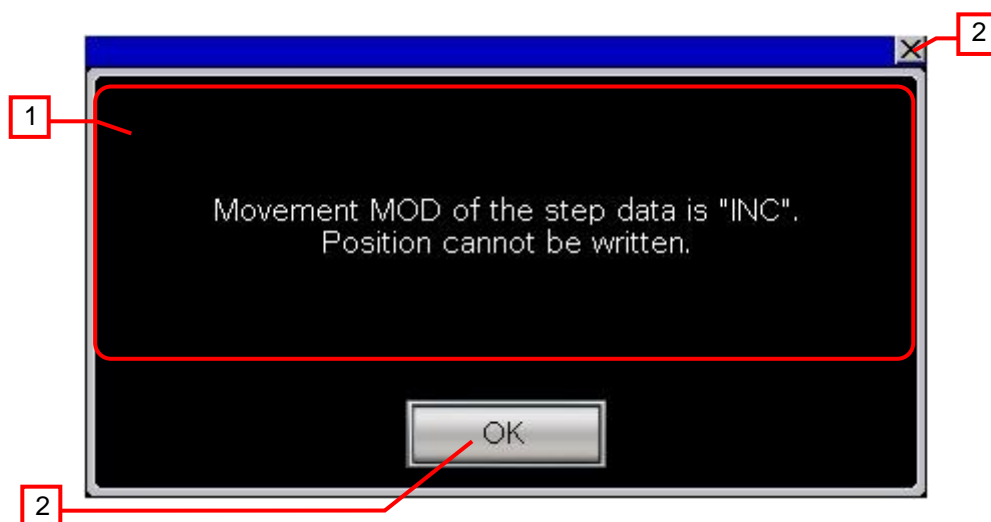 2
X
1
Movement MOD of the step data is "INC".
Position cannot be written.
OK
2